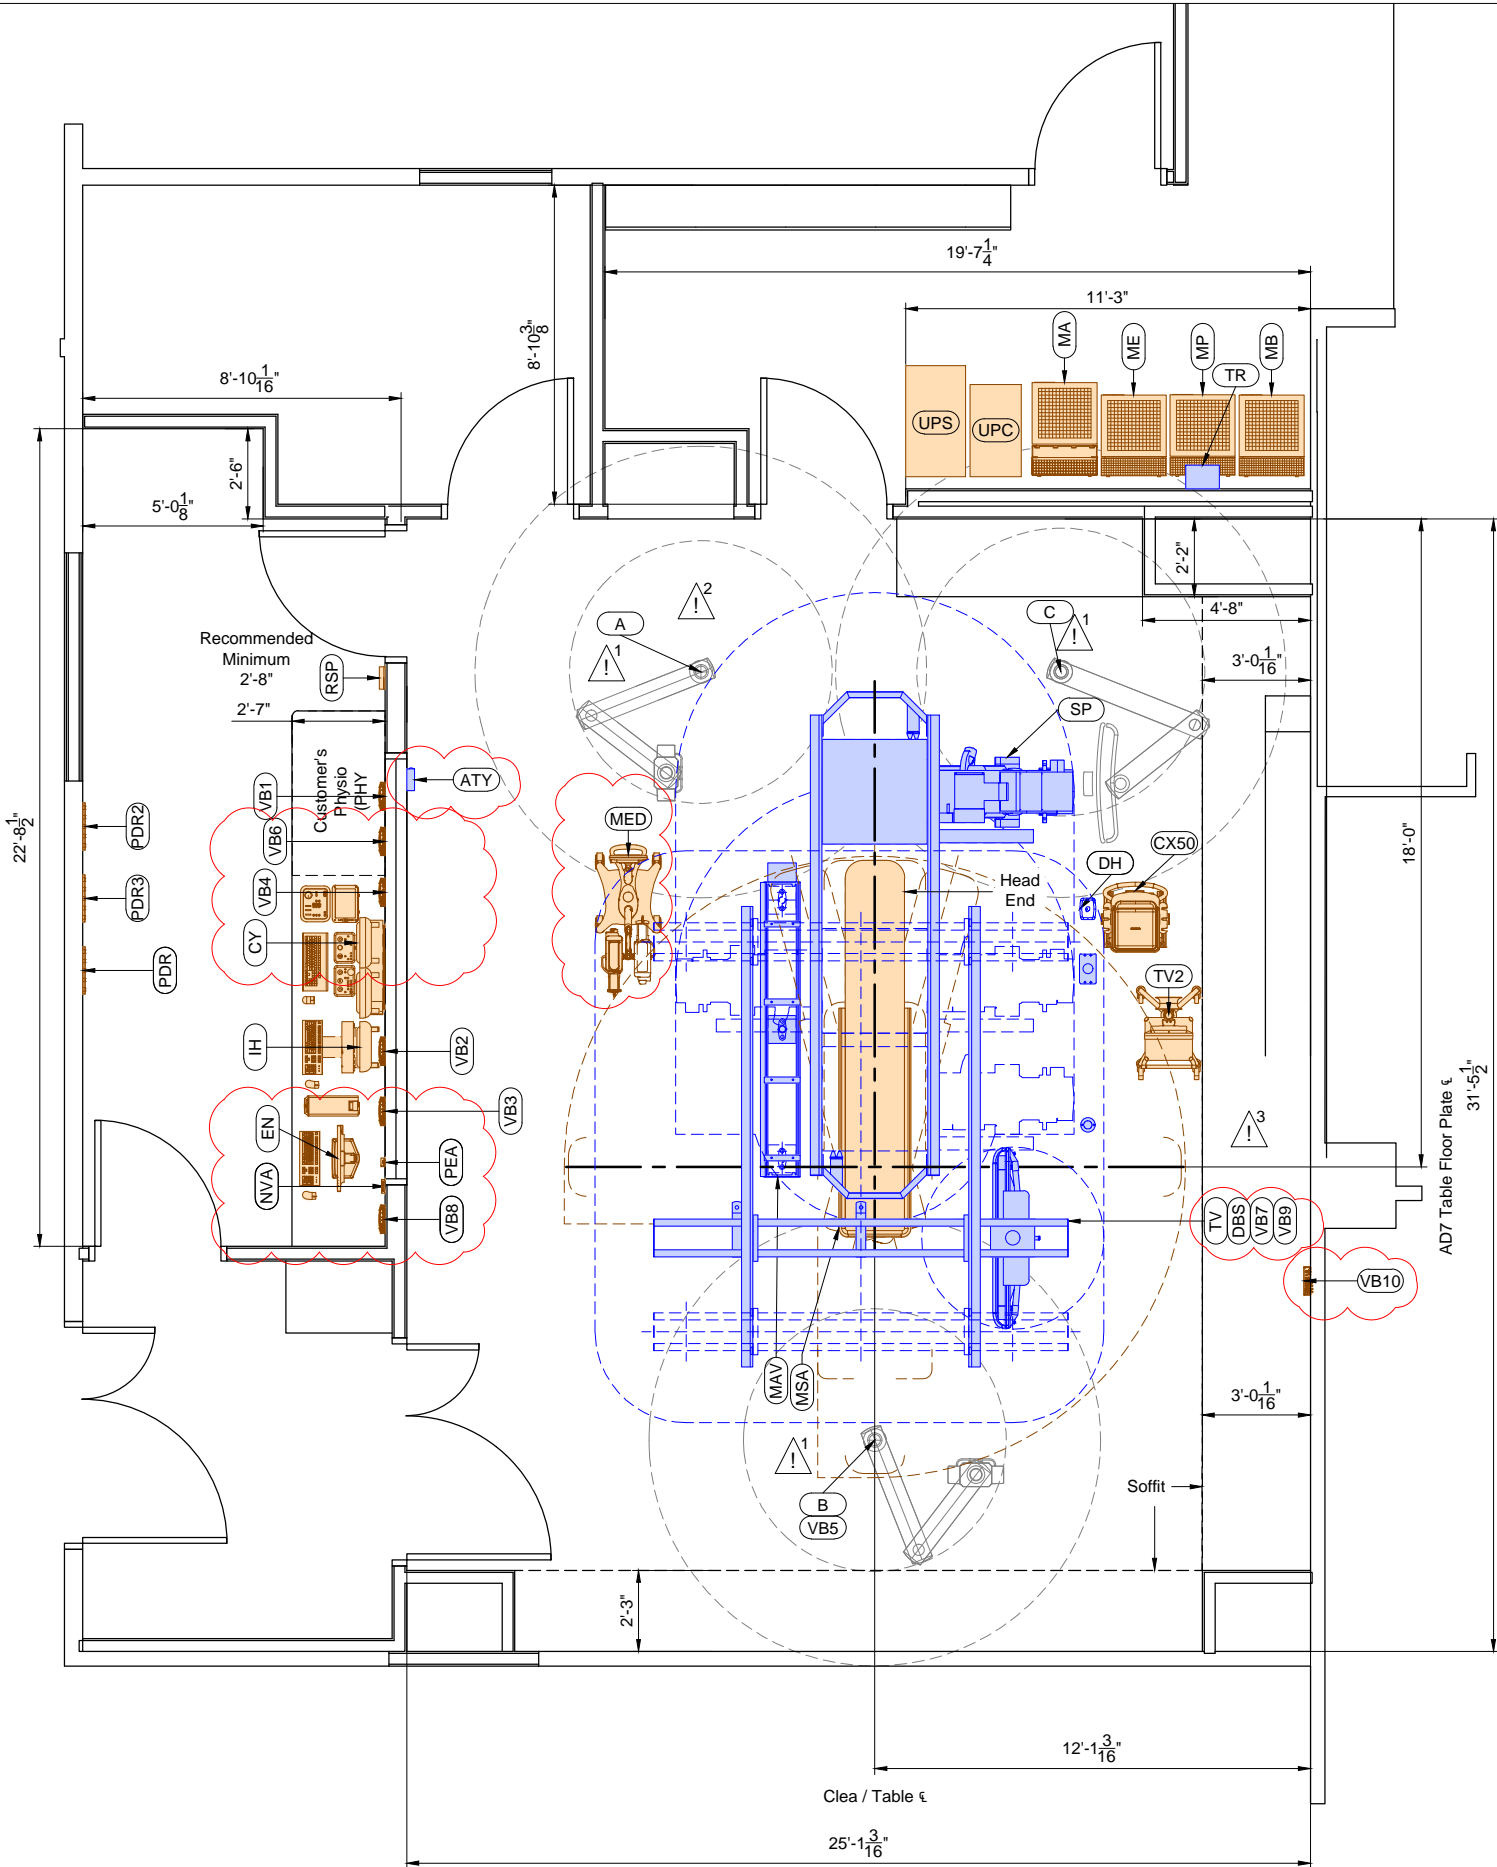 19'-7 1/4"
11'-3"
8'-10 3/8"
MA
ME
MP
MB
TR
UPS
UPC
8'-10 1/16"
2'-6"
5'-0 1/8"
2'-2"
4'-8"
3'-0 1/16"
22'-8 1/2"
18'-0"
31'-5 1/2"
AD7 Table Floor Plate ℄
Recommended
Minimum
2'-8"
RSP
2'-7"
Customer's
Physio
(PHY
A
! 1
! 2
C
! 1
SP
ATY
VB1
VB6
VB4
CY
IH
EN
NVA
PDR2
PDR3
PDR
MED
VB2
VB3
PEA
VB8
Head
End
DH
CX50
TV2
! 3
TV
DBS
VB7
VB9
VB10
MAV
MSA
! 1
B
VB5
3'-0 1/16"
Soffit
2'-3"
12'-1 3/16"
Clea / Table ℄
25'-1 3/16"